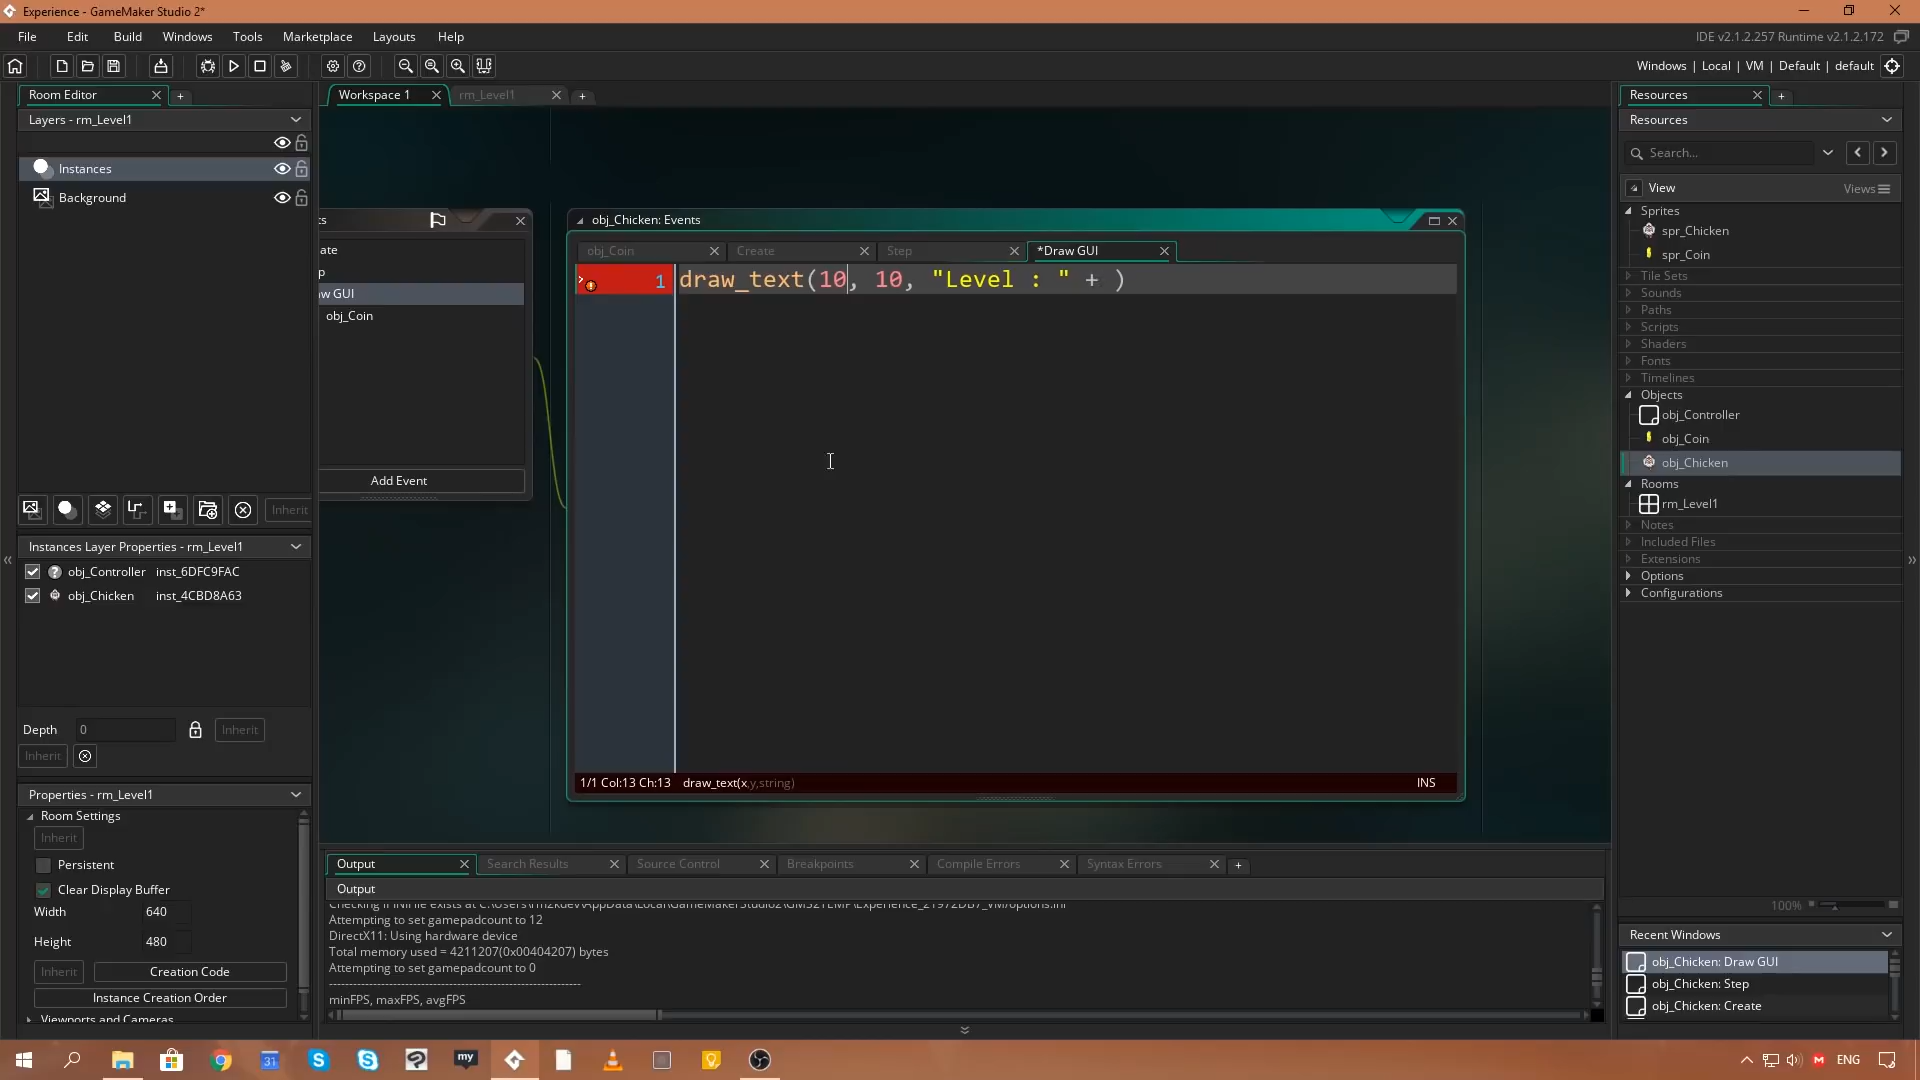 Experience - GameMaker Studio 2*
File Edit Build Windows Tools Marketplace Layouts Help
IDE v2.1.2.257 Runtime v2.1.2.172
Windows | Local | VM | Default | default
Room Editor
Layers - rm_Level1
Instances
Background
Inherit
Instances Layer Properties - rm_Level1
obj_Controller inst_6DFC9FAC
obj_Chicken inst_4CBD8A63
Depth 0 Inherit
Inherit
Properties - rm_Level1
Room Settings
Inherit
Persistent
Clear Display Buffer
Width 640
Height 480
Inherit Creation Code
Instance Creation Order
Viewports and Cameras
Workspace 1 rm_Level1
ts
ate
p
aw GUI
obj_Coin
Add Event
obj_Chicken: Events
obj_Coin Create Step *Draw GUI
1 draw_text(10, 10, "Level : " + )
1/1 Col:13 Ch:13 draw_text(x,y,string) INS
Output Search Results Source Control Breakpoints Compile Errors Syntax Errors
Output
Attempting to set gamepadcount to 12
DirectX11: Using hardware device
Total memory used = 4211207(0x00404207) bytes
Attempting to set gamepadcount to 0
minFPS, maxFPS, avgFPS
Resources
Resources
Search...
View Views
Sprites
spr_Chicken
spr_Coin
Tile Sets
Sounds
Paths
Scripts
Shaders
Fonts
Timelines
Objects
obj_Controller
obj_Coin
obj_Chicken
Rooms
rm_Level1
Notes
Included Files
Extensions
Options
Configurations
100%
Recent Windows
obj_Chicken: Draw GUI
obj_Chicken: Step
obj_Chicken: Create
31
my
ENG